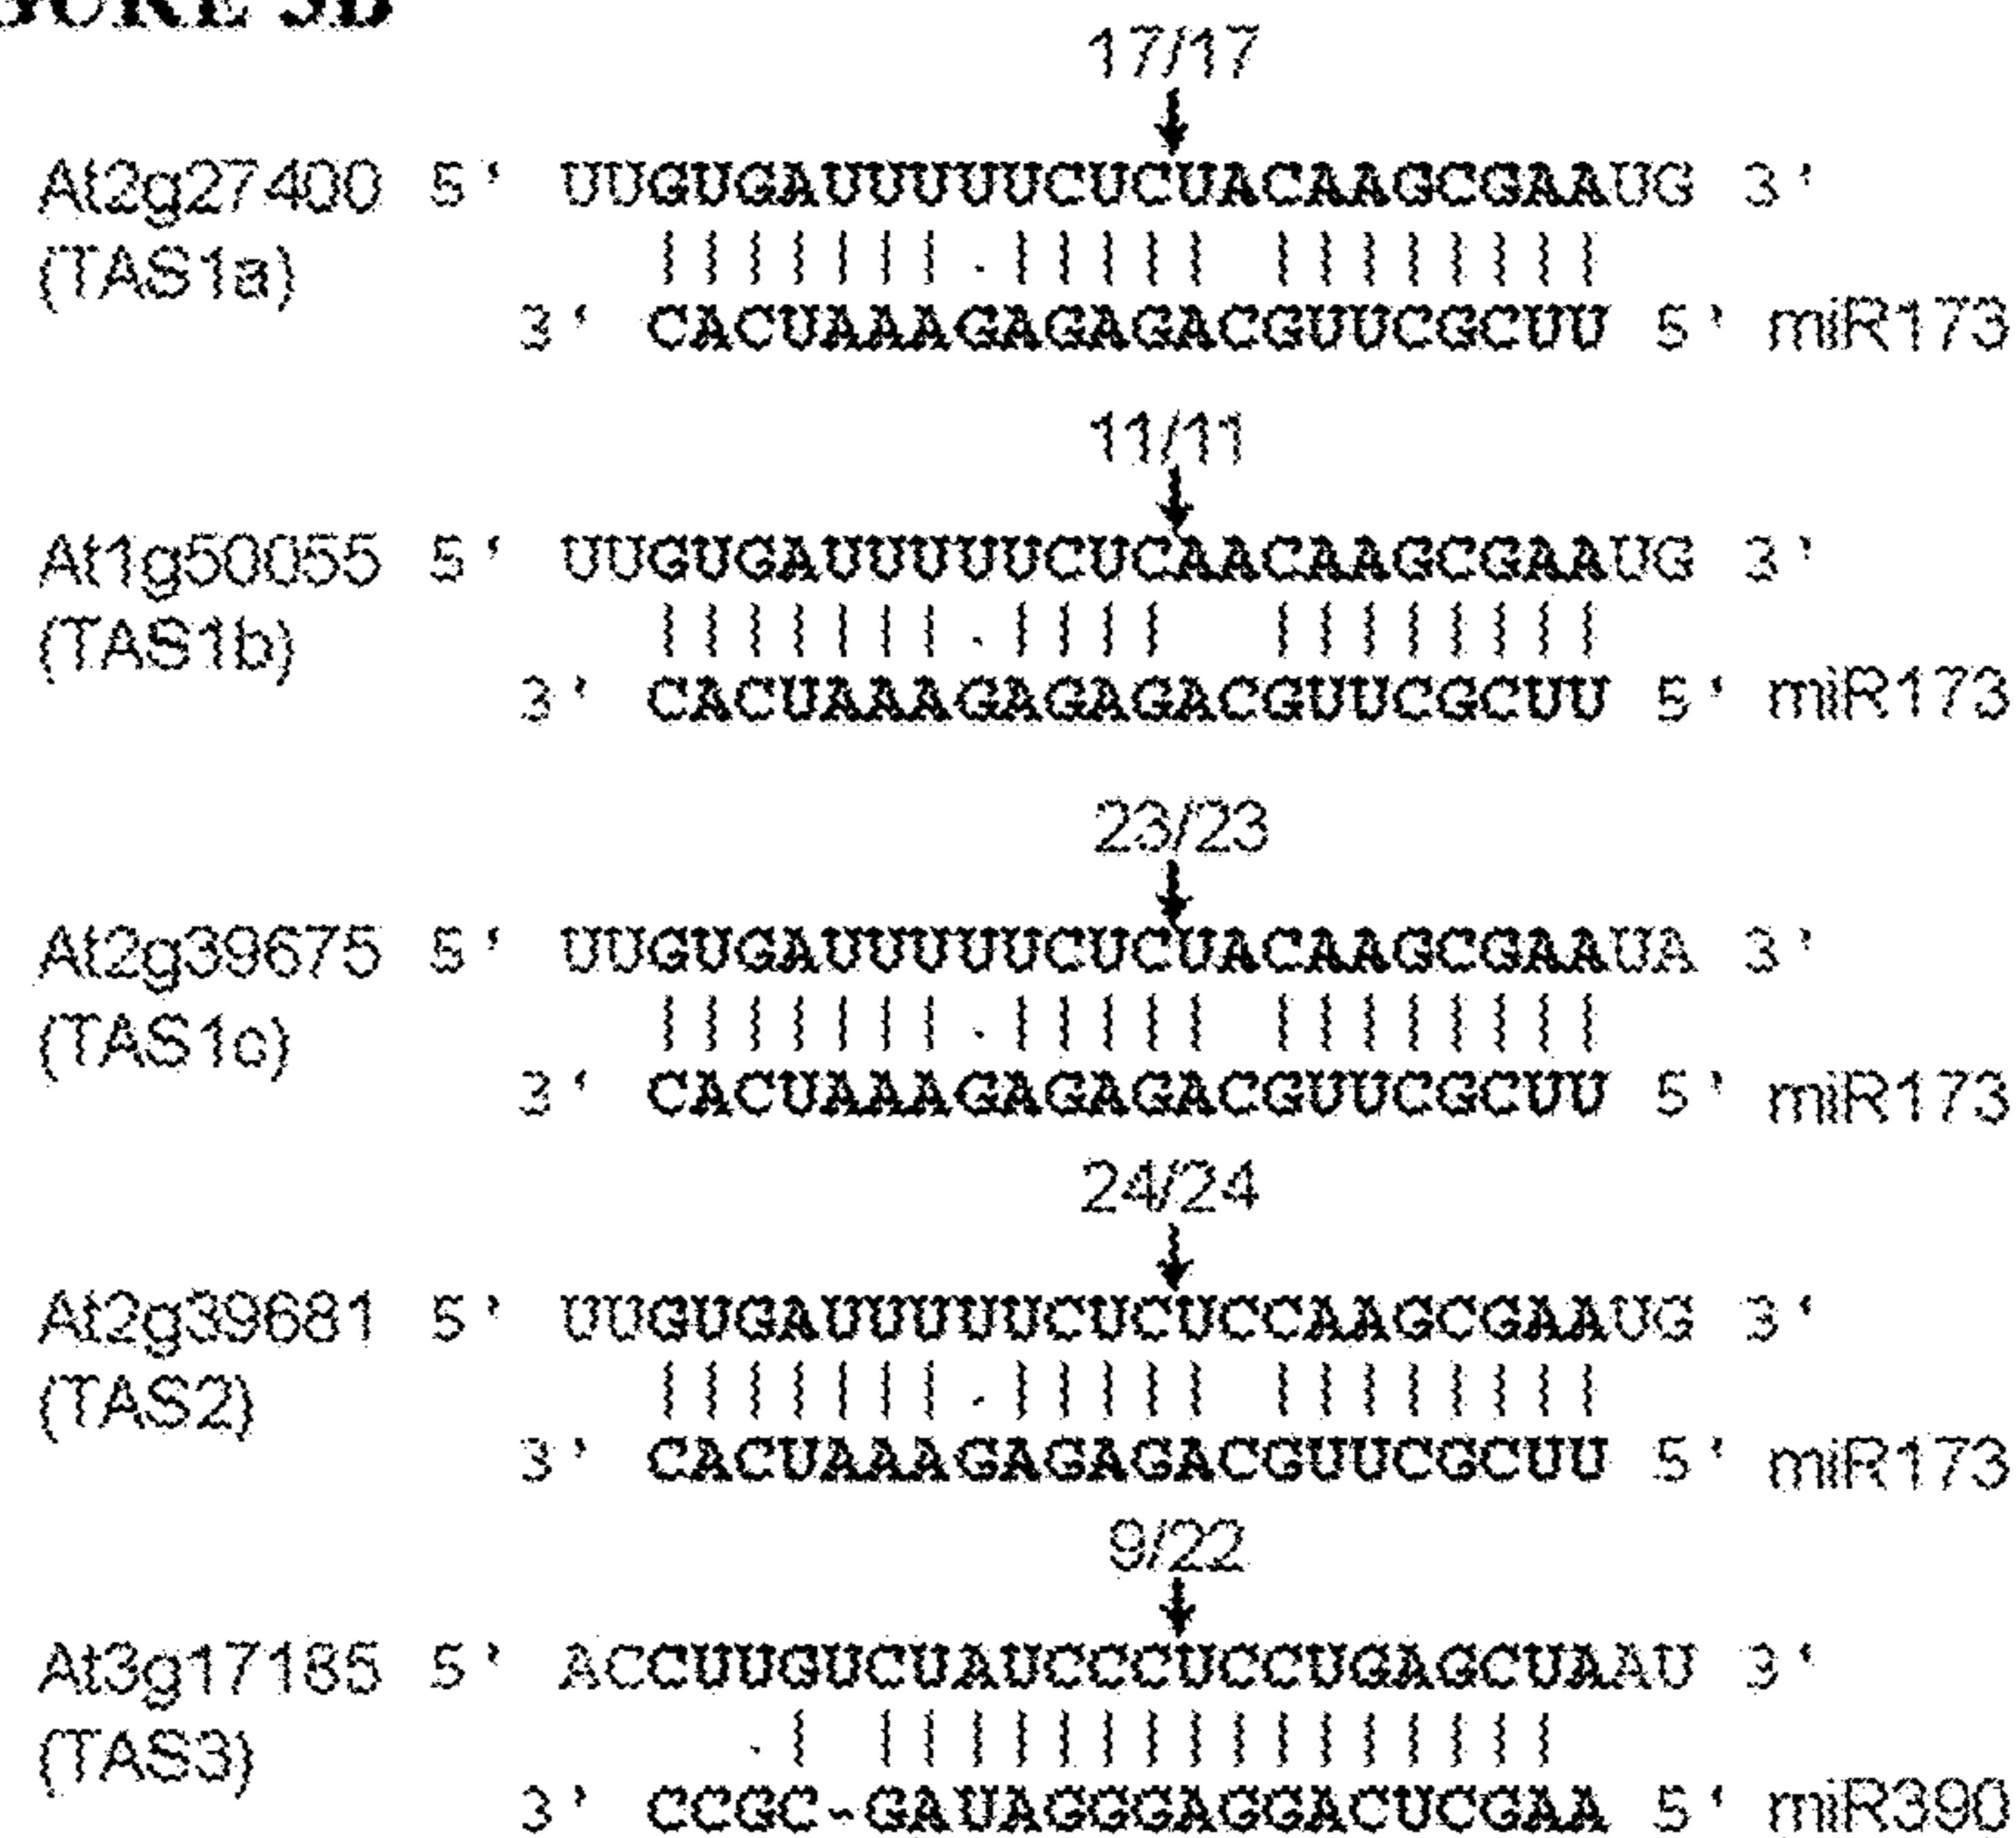 17/17
At2g27400 5' UUGUGAUUUUUCUCUACAAGCGAAUG 3'
(TAS1a)
3' CACUAAAGAGAGACGUUCGCUU 5' miR173
11/11
At1g50055 5' UUGUGAUUUUUCUCAACAAGCGAAUG 3'
(TAS1b)
3' CACUAAAGAGAGACGUUCGCUU 5' miR173
23/23
At2g39675 5' UUGUGAUUUUUCUCUACAAGCGAAUA 3'
(TAS1c)
3' CACUAAAGAGAGACGUUCGCUU 5' miR173
24/24
At2g39681 5' UUGUGAUUUUUCUCUCCAAGCGAAUG 3'
(TAS2)
3' CACUAAAGAGAGACGUUCGCUU 5' miR173
9/22
At3g17185 5' ACCUUGUCUAUCCCUCCUGAGCUAAU 3'
(TAS3)
3' CCGC-GAUAGGGAGGACUCGAA 5' miR390